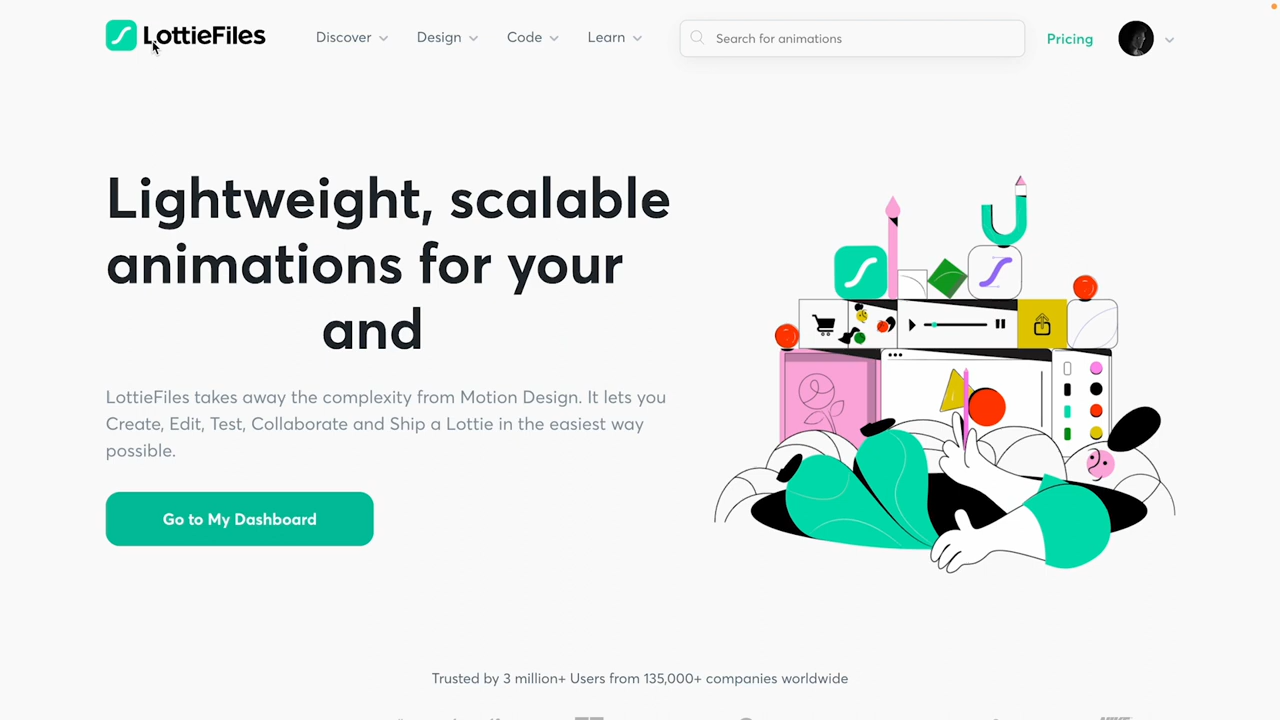 LottieFiles
Discover
Design
Code
Learn
Search for animations
Pricing
Lightweight, scalable
animations for your
and
LottieFiles takes away the complexity from Motion Design. It lets you
Create, Edit, Test, Collaborate and Ship a Lottie in the easiest way
possible.
Go to My Dashboard
Trusted by 3 million+ Users from 135,000+ companies worldwide